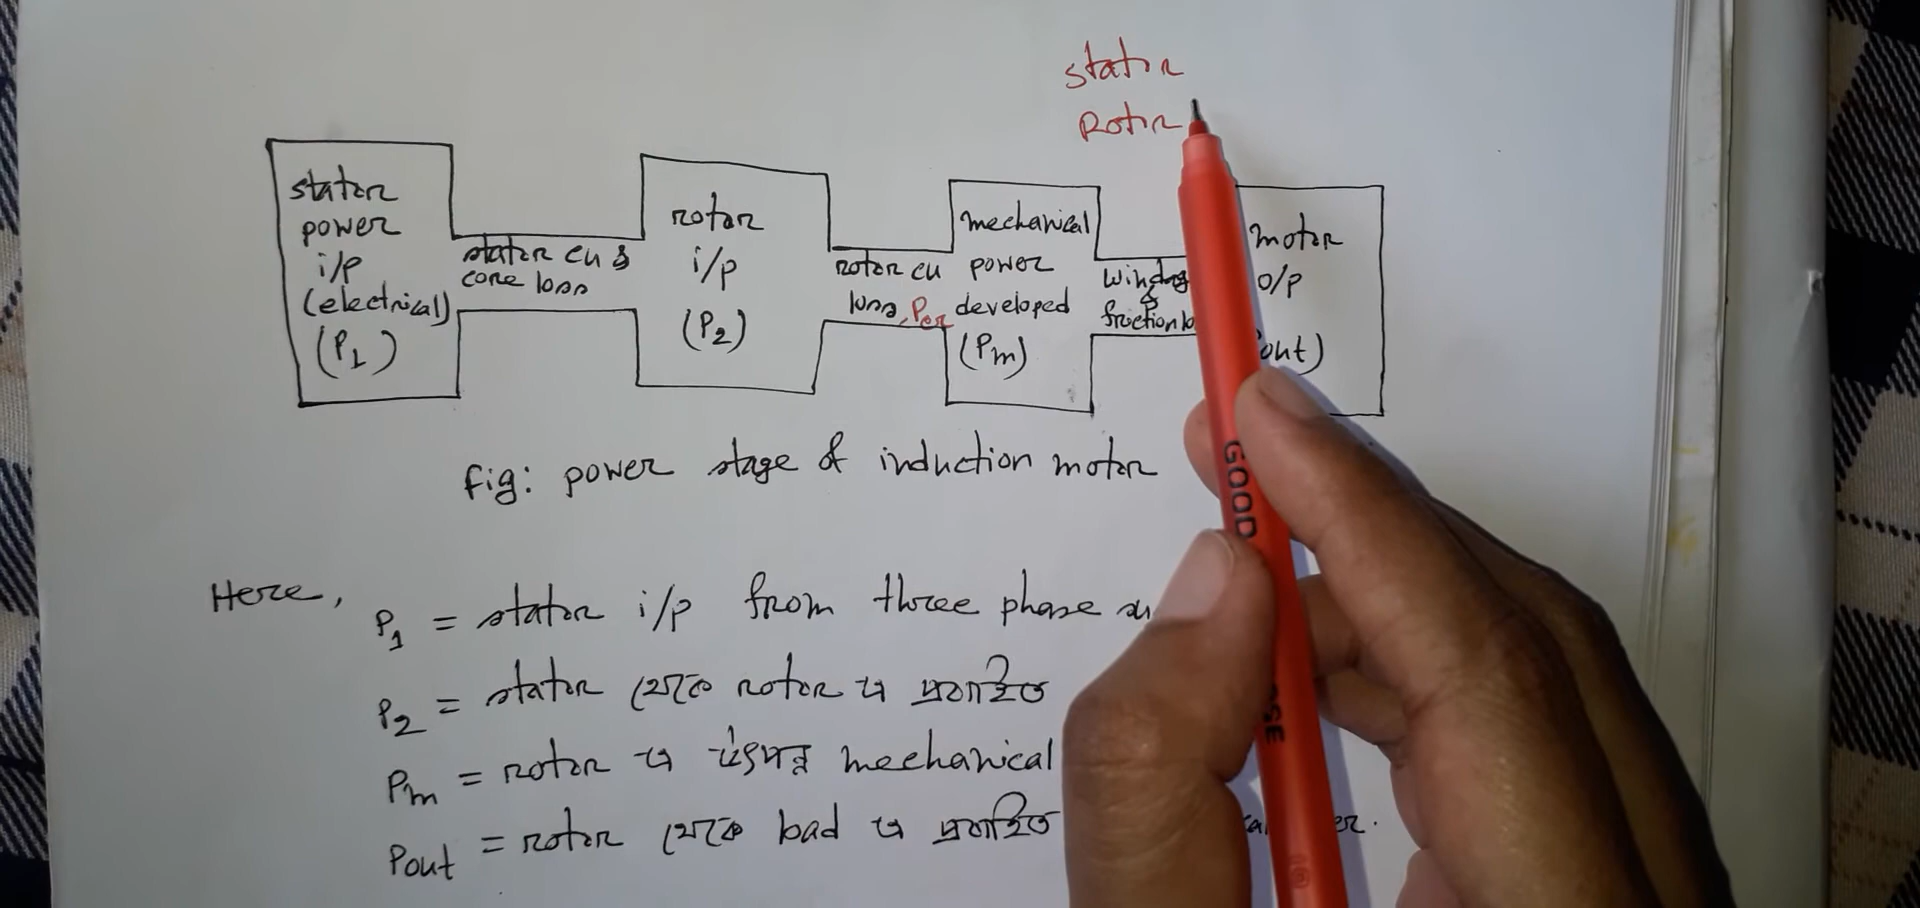 stator
Rotor
stator
power
i/p
(electrical)
(P1)
stator cu &
core loss
rotor
i/p
(P2)
rotor cu
loss, Pcr
mechanical
power
developed
(Pm)
windag
&
friction
motor
o/p
out)
fig: power stage of induction motor
Here,
P1 = stator i/p from three phase
P2 = stator থেকে rotor এ প্রবাহিত
Pm = rotor এ উৎপন্ন mechanical
Pout = rotor থেকে load এ প্রবাহিত
GOOD